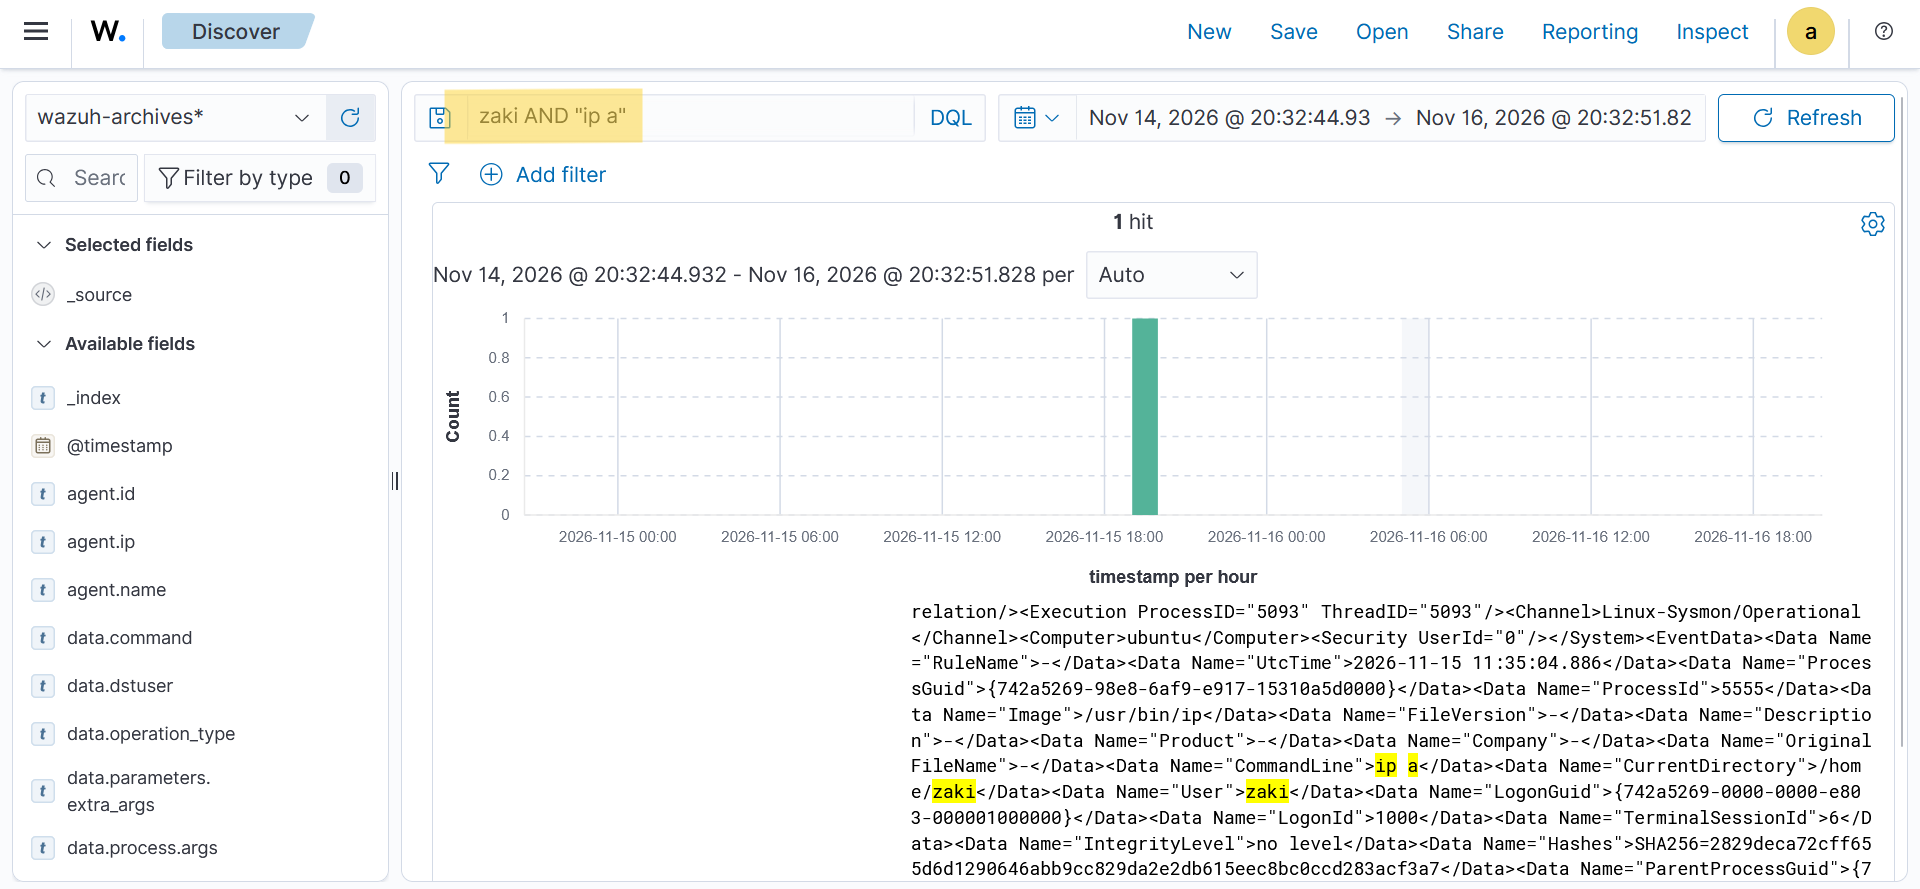 W.
Discover
New
Save
Open
Share
Reporting
Inspect
a
wazuh-archives*
zaki AND "ip a"
DQL
Nov 14, 2026 @ 20:32:44.93 → Nov 16, 2026 @ 20:32:51.82
Refresh
Searc
Filter by type 0
Add filter
Selected fields
_source
Available fields
t _index
@timestamp
t agent.id
t agent.ip
t agent.name
t data.command
t data.dstuser
t data.operation_type
t data.parameters.
extra_args
t data.process.args
1 hit
Nov 14, 2026 @ 20:32:44.932 - Nov 16, 2026 @ 20:32:51.828 per
Auto
Count
1
0.8
0.6
0.4
0.2
0
2026-11-15 00:00
2026-11-15 06:00
2026-11-15 12:00
2026-11-15 18:00
2026-11-16 00:00
2026-11-16 06:00
2026-11-16 12:00
2026-11-16 18:00
timestamp per hour
relation/><Execution ProcessID="5093" ThreadID="5093"/><Channel>Linux-Sysmon/Operational
</Channel><Computer>ubuntu</Computer><Security UserId="0"/></System><EventData><Data Name
="RuleName">-</Data><Data Name="UtcTime">2026-11-15 11:35:04.886</Data><Data Name="Proces
sGuid">{742a5269-98e8-6af9-e917-15310a5d0000}</Data><Data Name="ProcessId">5555</Data><Da
ta Name="Image">/usr/bin/ip</Data><Data Name="FileVersion">-</Data><Data Name="Descriptio
n">-</Data><Data Name="Product">-</Data><Data Name="Company">-</Data><Data Name="Original
FileName">-</Data><Data Name="CommandLine">ip a</Data><Data Name="CurrentDirectory">/hom
e/zaki</Data><Data Name="User">zaki</Data><Data Name="LogonGuid">{742a5269-0000-0000-e80
3-000001000000}</Data><Data Name="LogonId">1000</Data><Data Name="TerminalSessionId">6</D
ata><Data Name="IntegrityLevel">no level</Data><Data Name="Hashes">SHA256=2829deca72cff65
5d6d1290646abb9cc829da2e2db615eec8bc0ccd283acf3a7</Data><Data Name="ParentProcessGuid">{7